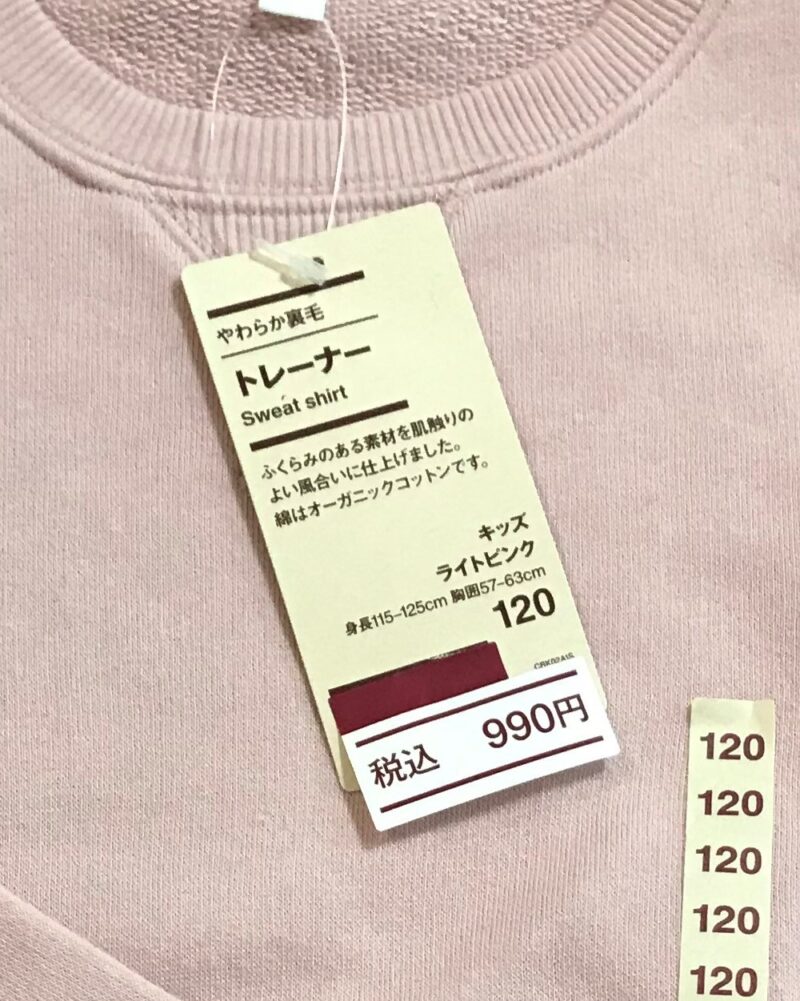 やわらか裏毛
トレーナー
Sweat shirt
ふくらみのある素材を肌触りの
よい風合いに仕上げました。
綿はオーガニックコットンです。
キッズ
ライトピンク
身長115-125cm 胸囲57-63cm
120
税込 990円
120
120
120
120
120